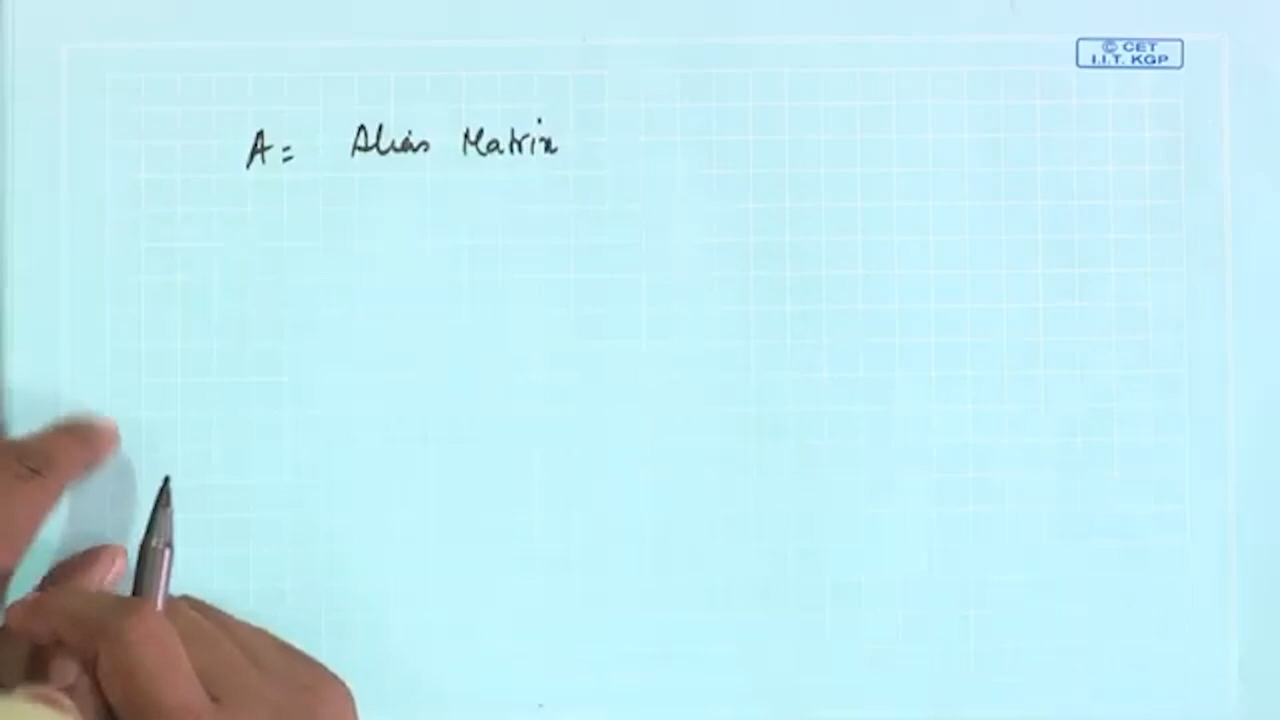 © CET
I.I.T. KGP
A = Alias Matrix